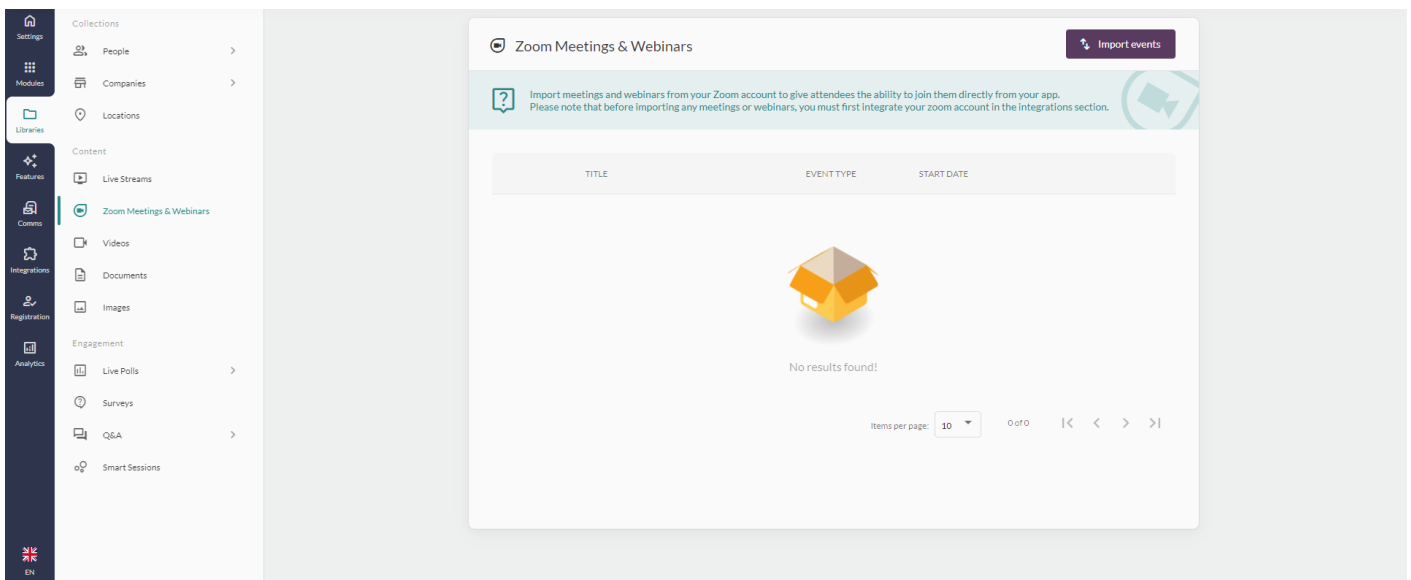 Settings
Modules
Libraries
Features
Comms
Integrations
Registration
Analytics
EN
Collections
People
Companies
Locations
Content
Live Streams
Zoom Meetings & Webinars
Videos
Documents
Images
Engagement
Live Polls
Surveys
Q&A
Smart Sessions
Zoom Meetings & Webinars
Import events
Import meetings and webinars from your Zoom account to give attendees the ability to join them directly from your app.
Please note that before importing any meetings or webinars, you must first integrate your zoom account in the integrations section.
TITLE EVENT TYPE START DATE
No results found!
Items per page: 10 0 of 0